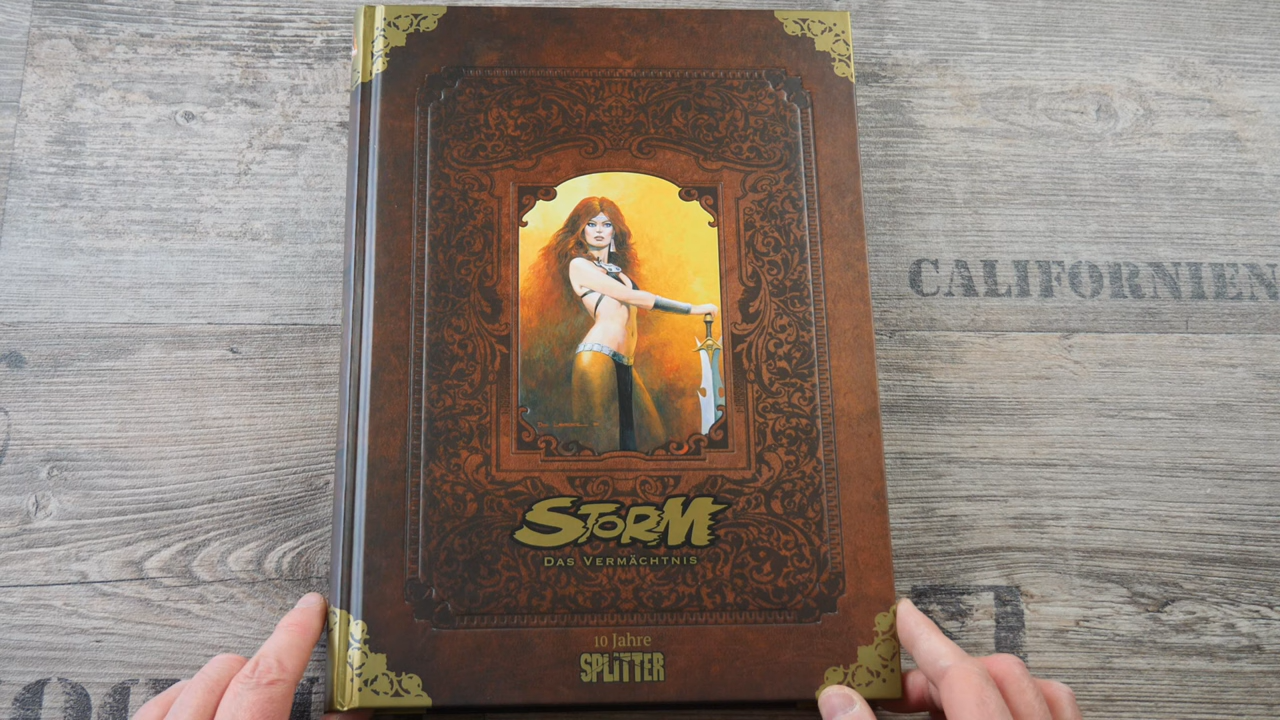 CALIFORNIEN
STORM
DAS VERMÄCHTNIS
10 Jahre
SPLITTER